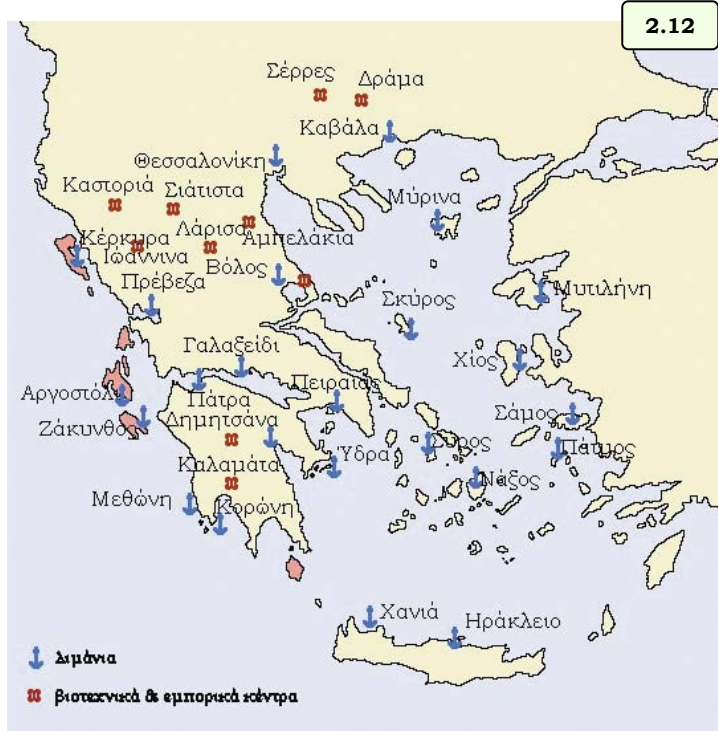 2.12
Σέρρες
Δράμα
Καβάλα
Θεσσαλονίκη
Καστοριά
Σιάτιστα
Μύρινα
Λάρισα
Κέρκυρα
Αμπελάκια
Ιωάννινα
Βόλος
Πρέβεζα
Μυτιλήνη
Σκύρος
Γαλαξείδι
Χίος
Πειραιάς
Αργοστόλι
Πάτρα
Σάμος
Ζάκυνθος
Δημητσάνα
Ύδρα
Σύρος
Πάτμος
Καλαμάτα
Νάξος
Μεθώνη
Κορώνη
Χανιά
Ηράκλειο
λιμάνια
βιοτεχνικά & εμπορικά κέντρα